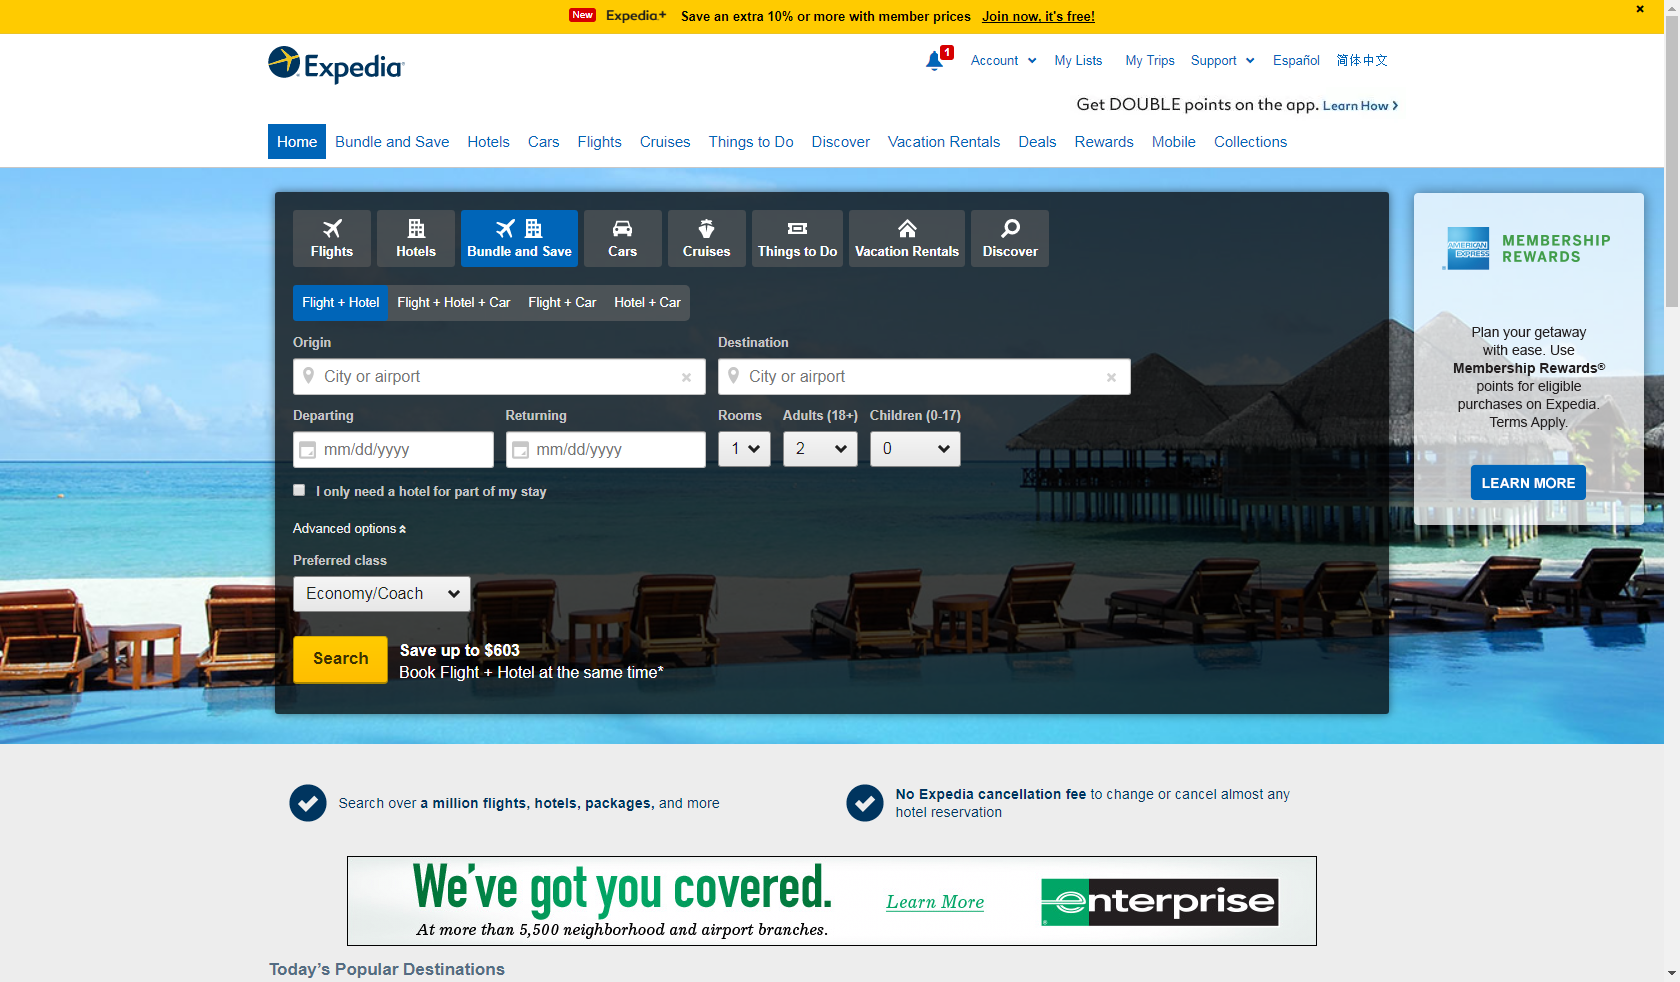 New Expedia+ Save an extra 10% or more with member prices Join now, it's free!
Expedia
1
Account My Lists My Trips Support Español 简体中文
Get DOUBLE points on the app. Learn How
Home Bundle and Save Hotels Cars Flights Cruises Things to Do Discover Vacation Rentals Deals Rewards Mobile Collections
Flights Hotels Bundle and Save Cars Cruises Things to Do Vacation Rentals Discover
Flight + Hotel Flight + Hotel + Car Flight + Car Hotel + Car
Origin Destination
City or airport City or airport
Departing Returning Rooms Adults (18+) Children (0-17)
mm/dd/yyyy mm/dd/yyyy 1 2 0
I only need a hotel for part of my stay
Advanced options
Preferred class
Economy/Coach
Search
Save up to $603
Book Flight + Hotel at the same time*
AMERICAN
EXPRESS
MEMBERSHIP
REWARDS
Plan your getaway
with ease. Use
Membership Rewards®
points for eligible
purchases on Expedia.
Terms Apply.
LEARN MORE
Search over a million flights, hotels, packages, and more
No Expedia cancellation fee to change or cancel almost any
hotel reservation
We've got you covered.
At more than 5,500 neighborhood and airport branches.
Learn More
enterprise
Today's Popular Destinations